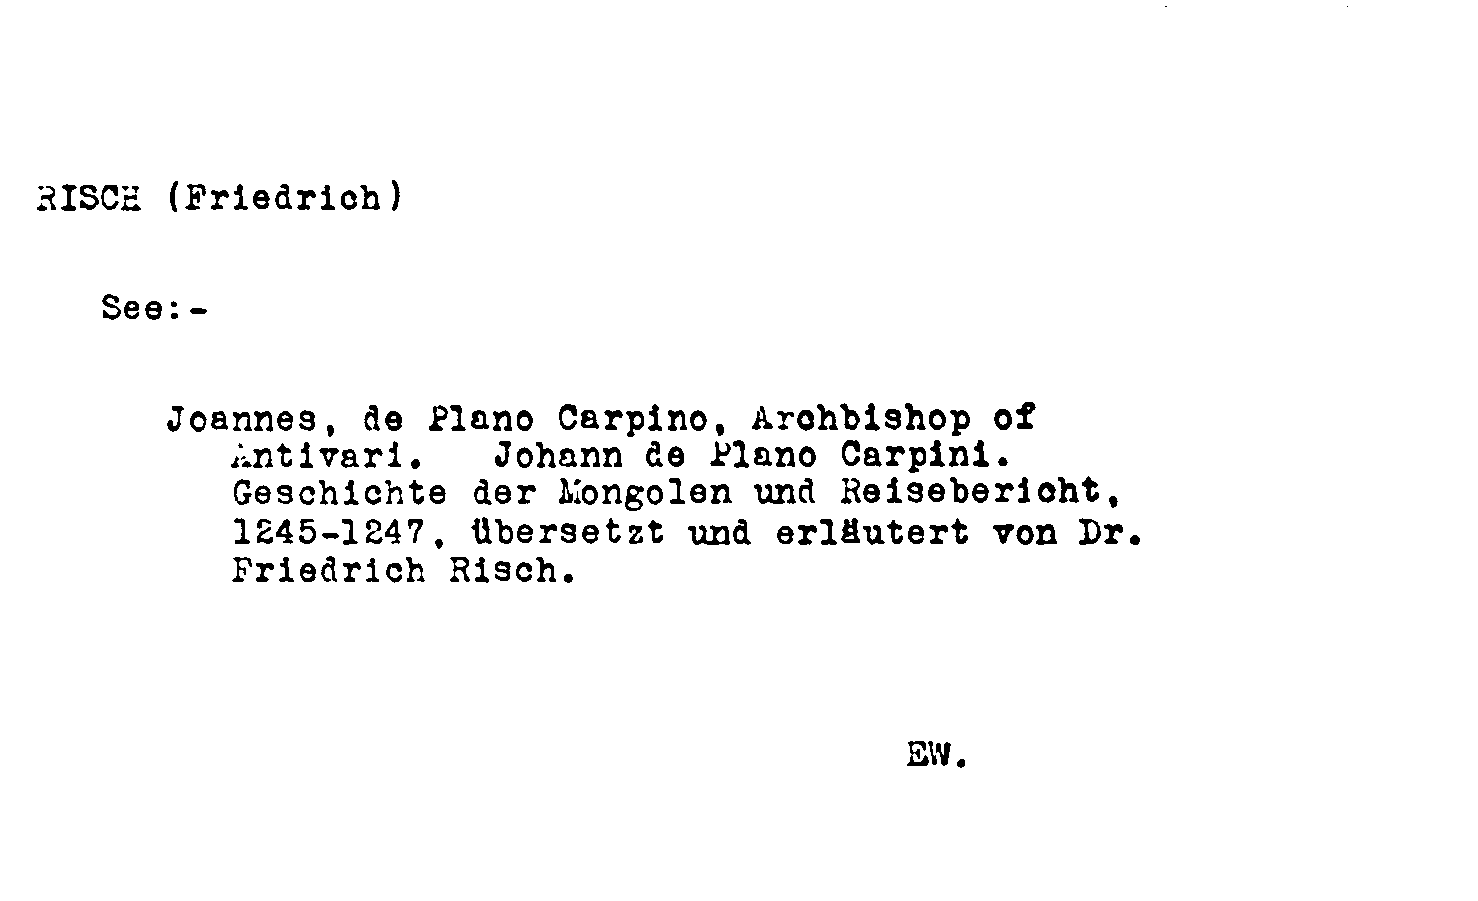 RISCH (Friedrich)
See:-
Joannes, de Plano Carpino, Archbishop of
Antivari. Johann de Plano Carpini.
Geschichte der Mongolen und Reisebericht,
1245-1247, übersetzt und erläutert von Dr.
Friedrich Risch.
EW.